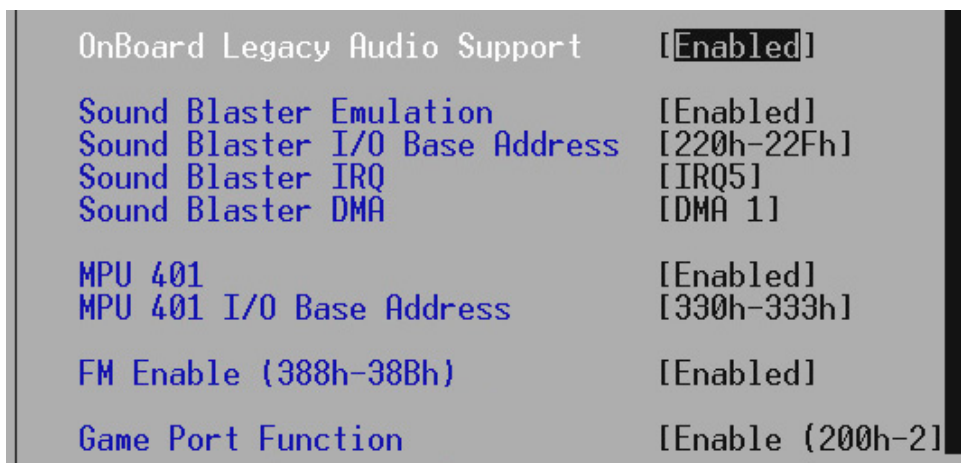 OnBoard Legacy Audio Support [Enabled]
Sound Blaster Emulation [Enabled]
Sound Blaster I/O Base Address [220h-22Fh]
Sound Blaster IRQ [IRQ5]
Sound Blaster DMA [DMA 1]
MPU 401 [Enabled]
MPU 401 I/O Base Address [330h-333h]
FM Enable (388h-38Bh) [Enabled]
Game Port Function [Enable (200h-2]